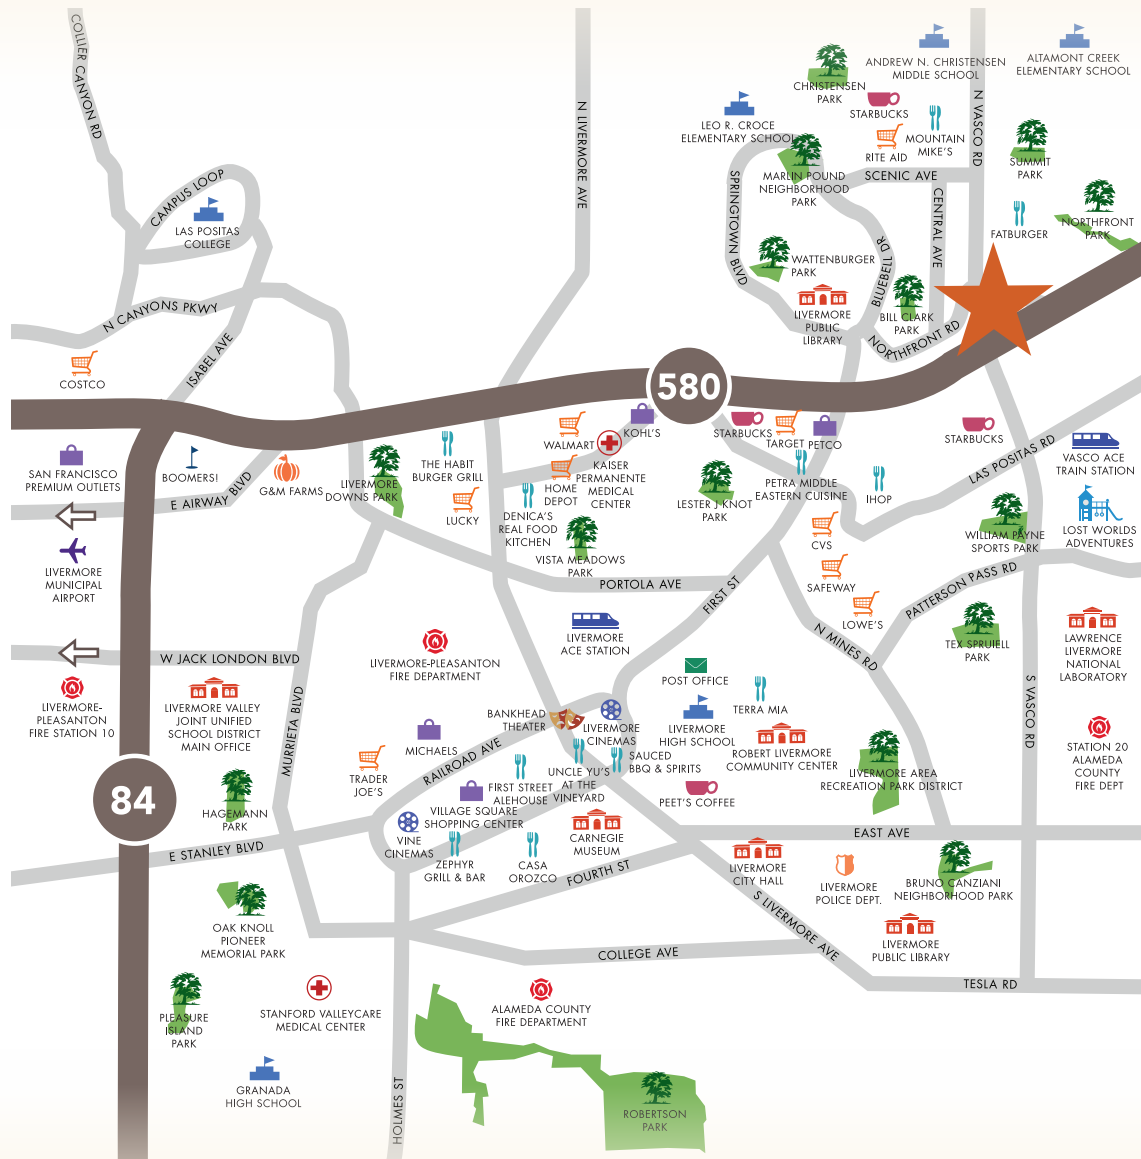 COLLIER CANYON RD
N LIVERMORE AVE
N VASCO RD
ANDREW N. CHRISTENSEN
MIDDLE SCHOOL
ALTAMONT CREEK
ELEMENTARY SCHOOL
CHRISTENSEN
PARK
STARBUCKS
LEO R. CROCE
ELEMENTARY SCHOOL
RITE AID
MOUNTAIN
MIKE'S
SUMMIT
PARK
MARLIN POUND
NEIGHBORHOOD
PARK
SCENIC AVE
CAMPUS LOOP
LAS POSITAS
COLLEGE
SPRINGTOWN BLVD
CENTRAL AVE
FATBURGER
NORTHFRONT
PARK
WATTENBURGER
PARK
BLUEBELL DR
LIVERMORE
PUBLIC
LIBRARY
BILL CLARK
PARK
NORTHFRONT RD
N CANYONS PKWY
ISABEL AVE
COSTCO
580
KOHL'S
WALMART
STARBUCKS
TARGET
PETCO
STARBUCKS
LAS POSITAS RD
VASCO ACE
TRAIN STATION
SAN FRANCISCO
PREMIUM OUTLETS
BOOMERS!
E AIRWAY BLVD
G&M FARMS
LIVERMORE
DOWNS PARK
THE HABIT
BURGER GRILL
LUCKY
HOME
DEPOT
KAISER
PERMANENTE
MEDICAL
CENTER
DENICA'S
REAL FOOD
KITCHEN
LESTER J KNOT
PARK
PETRA MIDDLE
EASTERN CUISINE
IHOP
CVS
WILLIAM PAYNE
SPORTS PARK
LOST WORLDS
ADVENTURES
LIVERMORE
MUNICIPAL
AIRPORT
VISTA MEADOWS
PARK
PORTOLA AVE
FIRST ST
SAFEWAY
LOWE'S
PATTERSON PASS RD
N MINES RD
TEX SPRUIELL
PARK
LAWRENCE
LIVERMORE
NATIONAL
LABORATORY
LIVERMORE
ACE STATION
W JACK LONDON BLVD
LIVERMORE-PLEASANTON
FIRE DEPARTMENT
POST OFFICE
LIVERMORE-
PLEASANTON
FIRE STATION 10
LIVERMORE VALLEY
JOINT UNIFIED
SCHOOL DISTRICT
MAIN OFFICE
MURRIETA BLVD
BANKHEAD
THEATER
LIVERMORE
CINEMAS
LIVERMORE
HIGH SCHOOL
TERRA MIA
S VASCO RD
STATION 20
ALAMEDA
COUNTY
FIRE DEPT
MICHAELS
RAILROAD AVE
TRADER
JOE'S
SAUCED
BBQ & SPIRITS
UNCLE YU'S
AT THE
VINEYARD
ROBERT LIVERMORE
COMMUNITY CENTER
LIVERMORE AREA
RECREATION PARK DISTRICT
FIRST STREET
ALEHOUSE
PEET'S COFFEE
84
HAGEMANN
PARK
VILLAGE SQUARE
SHOPPING CENTER
VINE
CINEMAS
ZEPHYR
GRILL & BAR
CASA
OROZCO
CARNEGIE
MUSEUM
EAST AVE
E STANLEY BLVD
FOURTH ST
LIVERMORE
CITY HALL
LIVERMORE
POLICE DEPT.
BRUNO CANZIANI
NEIGHBORHOOD PARK
S LIVERMORE AVE
OAK KNOLL
PIONEER
MEMORIAL PARK
COLLEGE AVE
LIVERMORE
PUBLIC LIBRARY
TESLA RD
PLEASURE
ISLAND
PARK
STANFORD VALLEYCARE
MEDICAL CENTER
ALAMEDA COUNTY
FIRE DEPARTMENT
GRANADA
HIGH SCHOOL
HOLMES ST
ROBERTSON
PARK